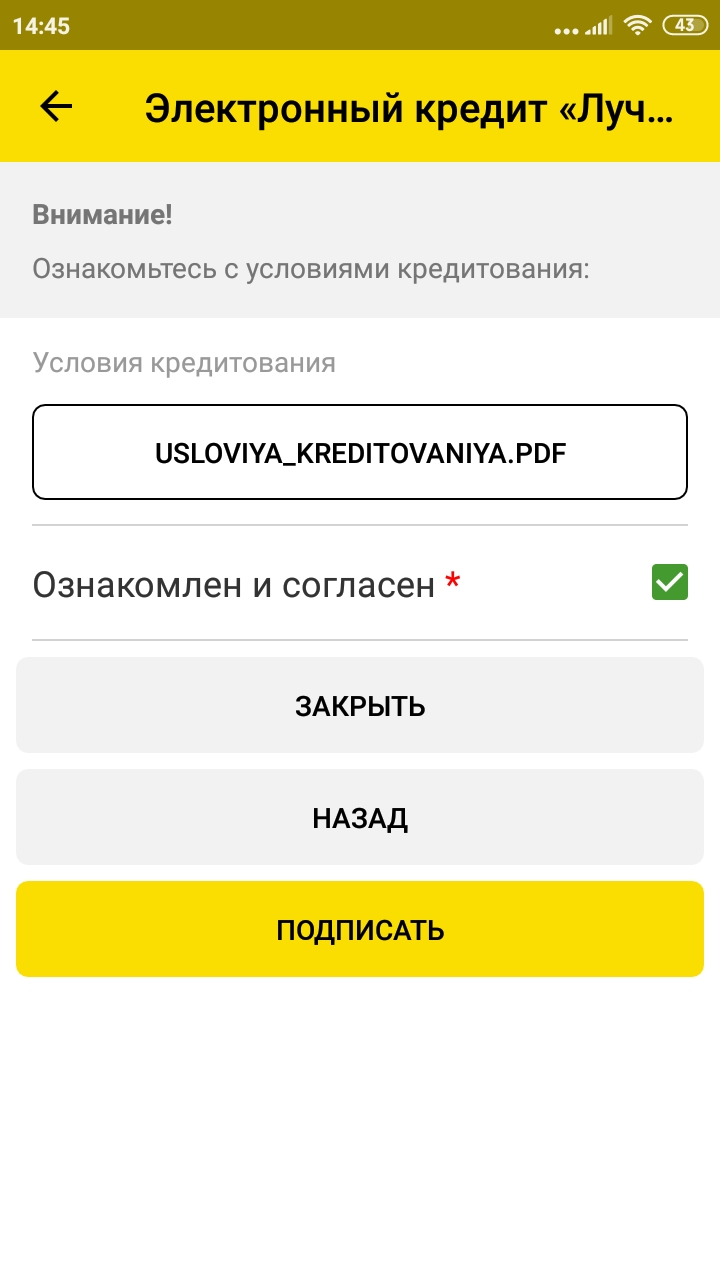 14:45
43
Электронный кредит «Луч...
Внимание!
Ознакомьтесь с условиями кредитования:
Условия кредитования
USLOVIYA_KREDITOVANIYA.PDF
Ознакомлен и согласен *
ЗАКРЫТЬ
НАЗАД
ПОДПИСАТЬ